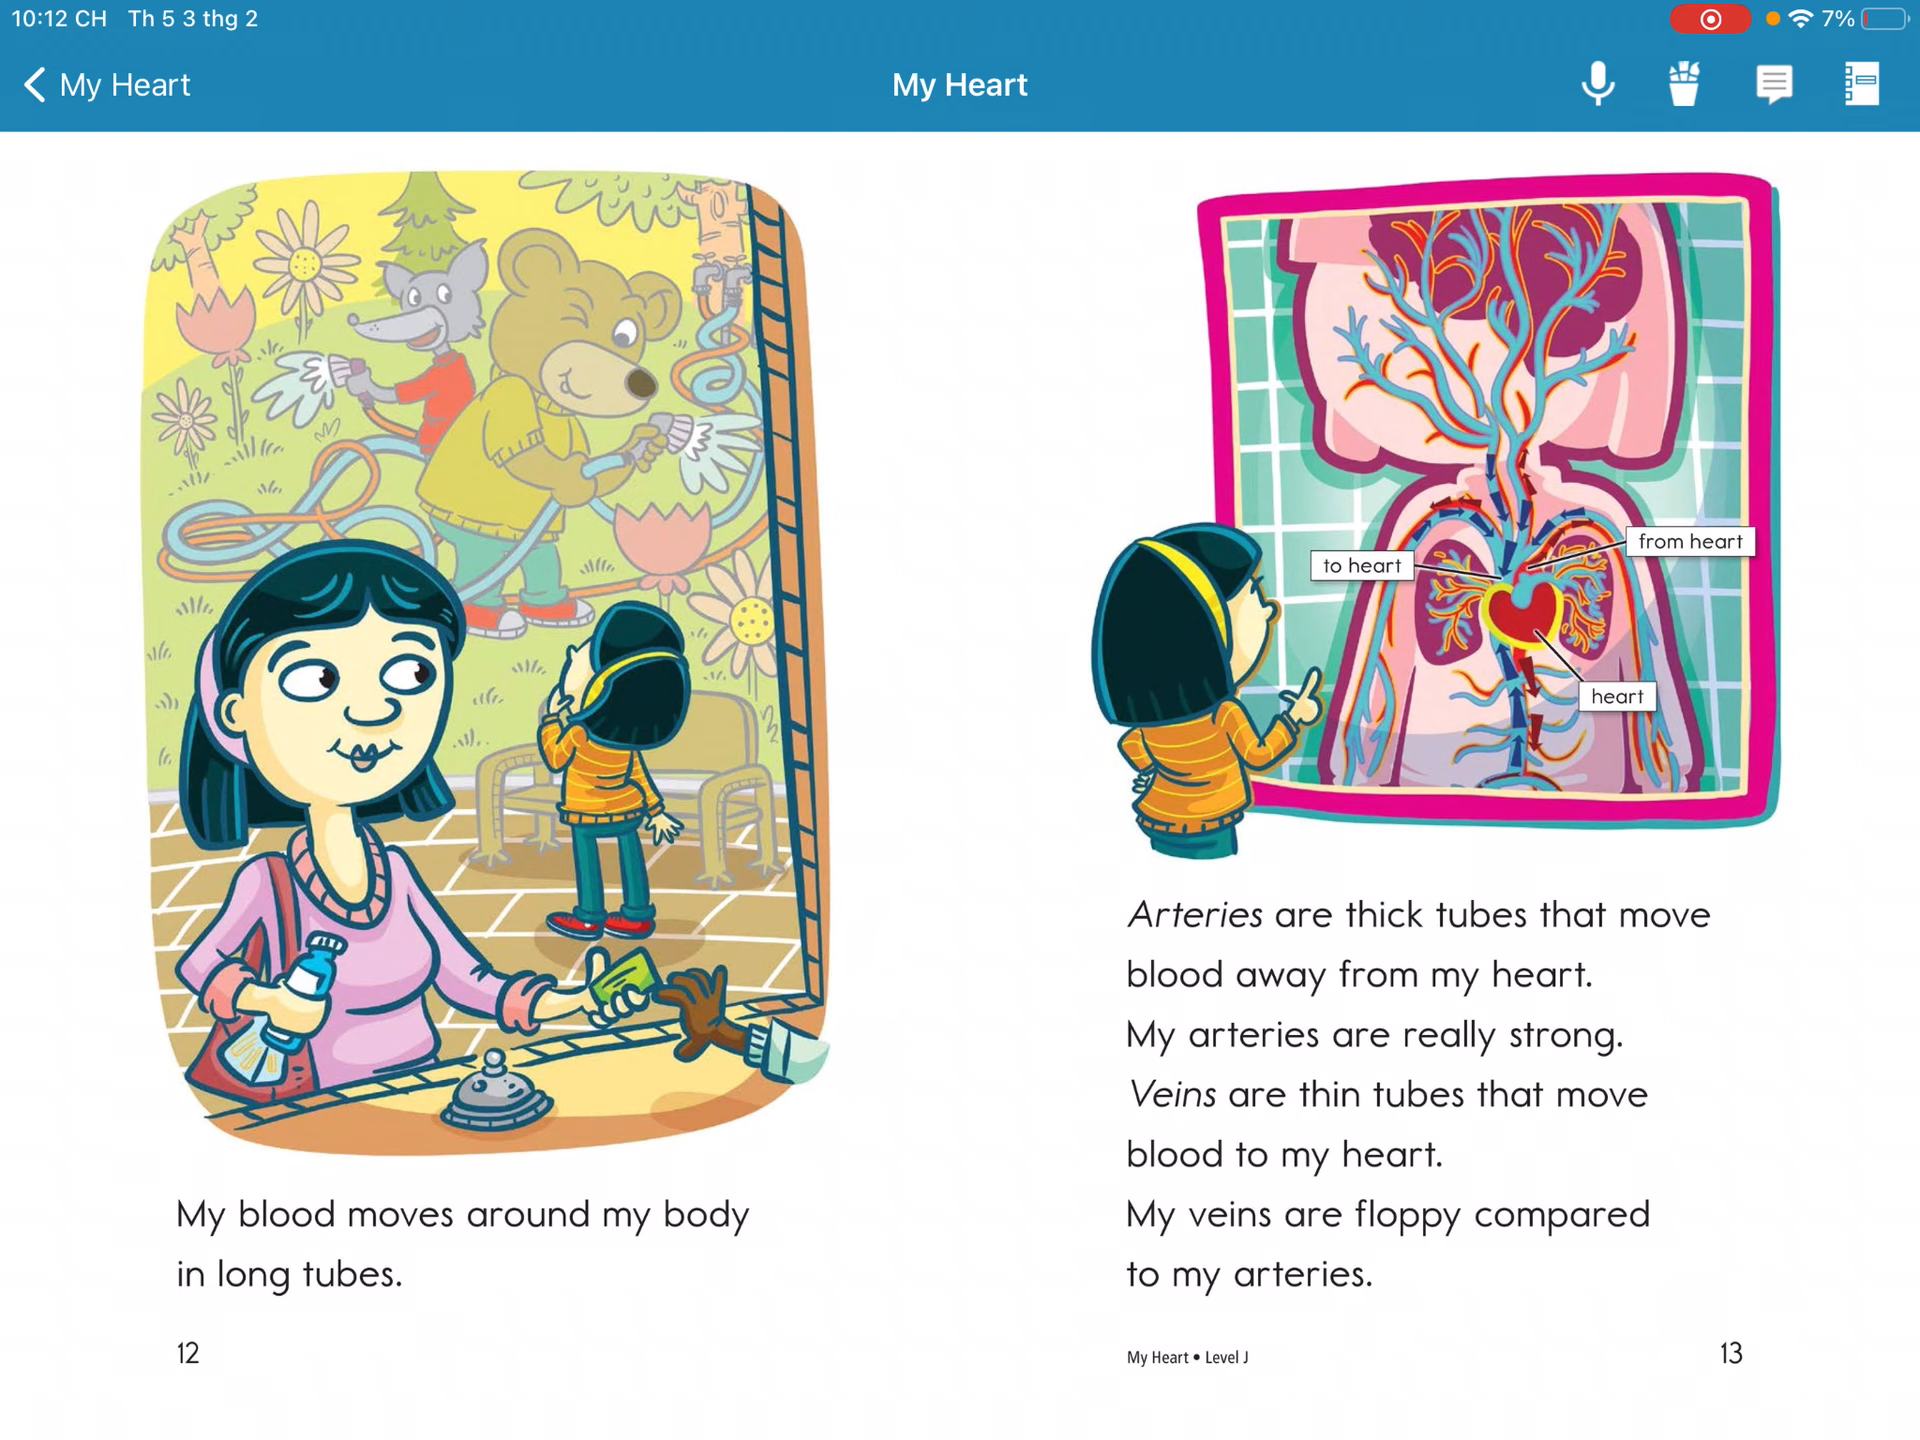 10:12 CH Th 5 3 thg 2
7%
My Heart
My Heart
My blood moves around my body
in long tubes.
12
from heart
to heart
heart
Arteries are thick tubes that move
blood away from my heart.
My arteries are really strong.
Veins are thin tubes that move
blood to my heart.
My veins are floppy compared
to my arteries.
My Heart • Level J
13